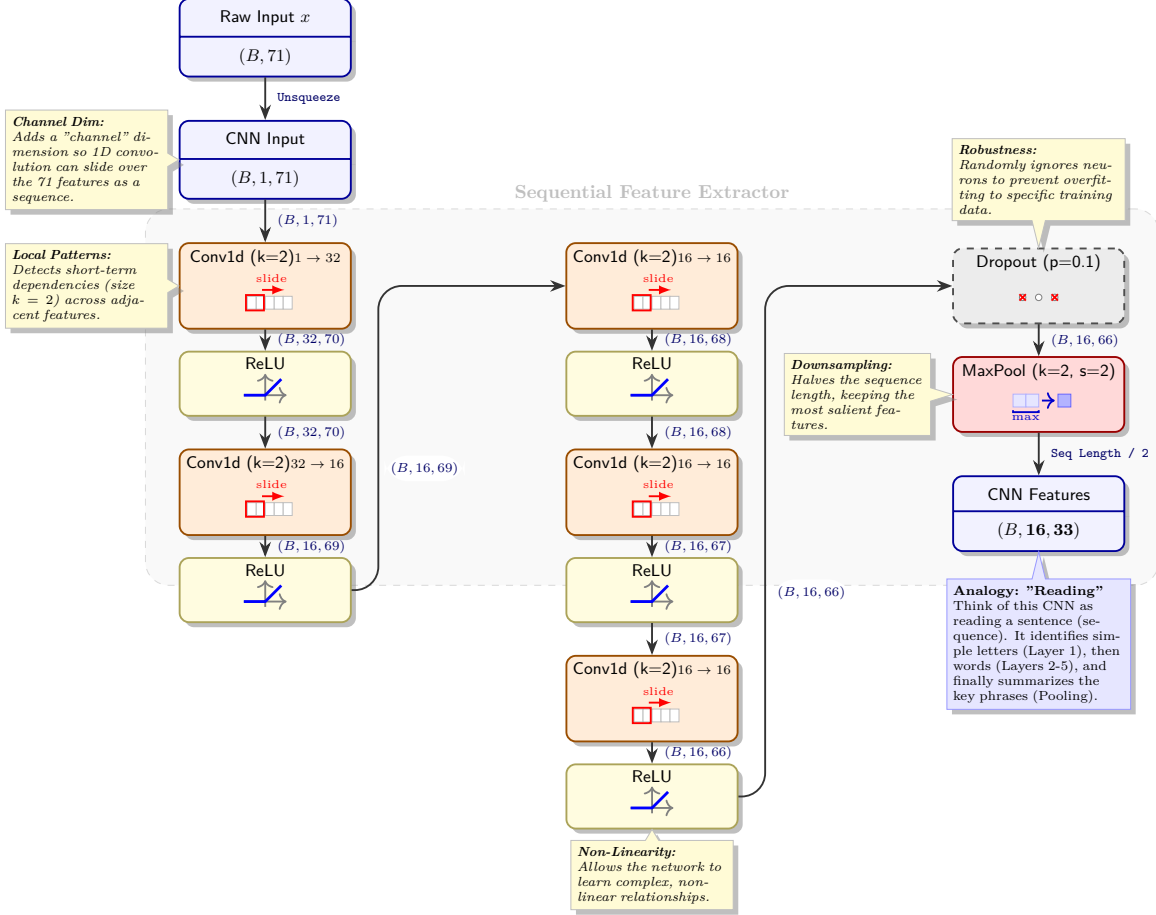 Raw Input x
(B, 71)
Unsqueeze
Channel Dim:
Adds a ”channel” di-
mension so 1D convo-
lution can slide over
the 71 features as a
sequence.
CNN Input
(B, 1, 71)
(B, 1, 71)
Sequential Feature Extractor
Local Patterns:
Detects short-term
dependencies (size
k = 2) across adja-
cent features.
Conv1d (k=2)1 → 32
slide
(B, 32, 70)
ReLU
(B, 32, 70)
Conv1d (k=2)32 → 16
slide
(B, 16, 69)
ReLU
(B, 16, 69)
Conv1d (k=2)16 → 16
slide
(B, 16, 68)
ReLU
(B, 16, 68)
Conv1d (k=2)16 → 16
slide
(B, 16, 67)
ReLU
(B, 16, 67)
Conv1d (k=2)16 → 16
slide
(B, 16, 66)
ReLU
Non-Linearity:
Allows the network to
learn complex, non-
linear relationships.
(B, 16, 66)
Robustness:
Randomly ignores neu-
rons to prevent overfit-
ting to specific training
data.
Dropout (p=0.1)
(B, 16, 66)
Downsampling:
Halves the sequence
length, keeping the
most salient fea-
tures.
MaxPool (k=2, s=2)
max
Seq Length / 2
CNN Features
(B, 16, 33)
Analogy: ”Reading”
Think of this CNN as
reading a sentence (se-
quence). It identifies sim-
ple letters (Layer 1), then
words (Layers 2-5), and
finally summarizes the
key phrases (Pooling).